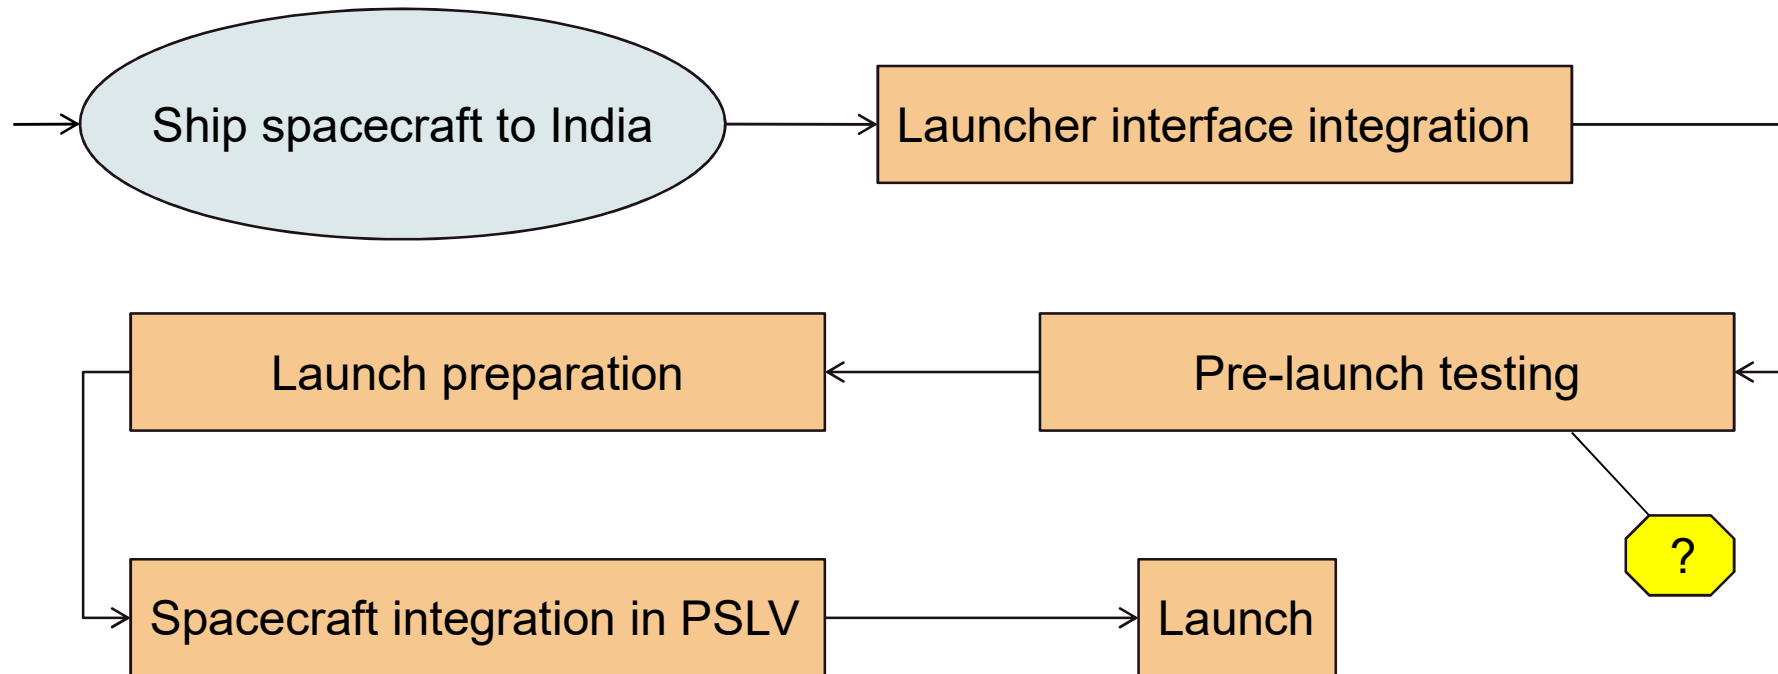 Ship spacecraft to India
Launcher interface integration
Pre-launch testing
Launch preparation
?
Spacecraft integration in PSLV
Launch